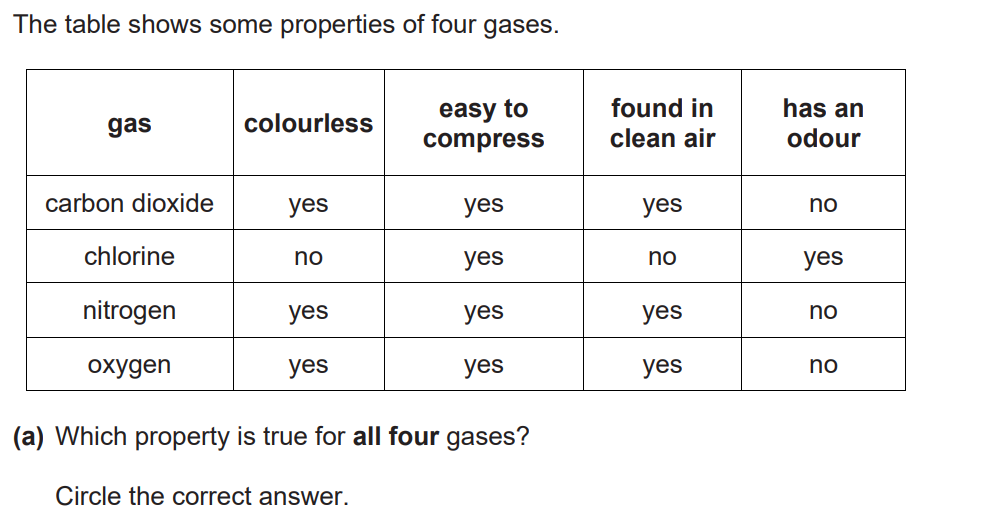 The table shows some properties of four gases.
gas colourless easy to compress found in clean air has an odour
carbon dioxide yes yes yes no
chlorine no yes no yes
nitrogen yes yes yes no
oxygen yes yes yes no
(a) Which property is true for all four gases?
Circle the correct answer.